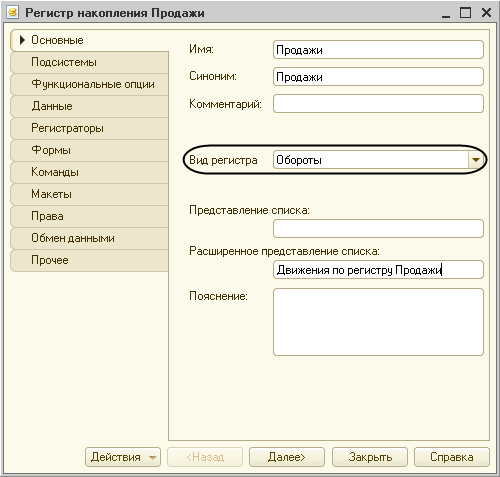 Регистр накопления Продажи
Основные
Подсистемы
Функциональные опции
Данные
Регистраторы
Формы
Команды
Макеты
Права
Обмен данными
Прочее
Имя: Продажи
Синоним: Продажи
Комментарий:
Вид регистра Обороты
Представление списка:
Расширенное представление списка:
Движения по регистру Продажи
Пояснение:
Действия <Назад Далее> Закрыть Справка